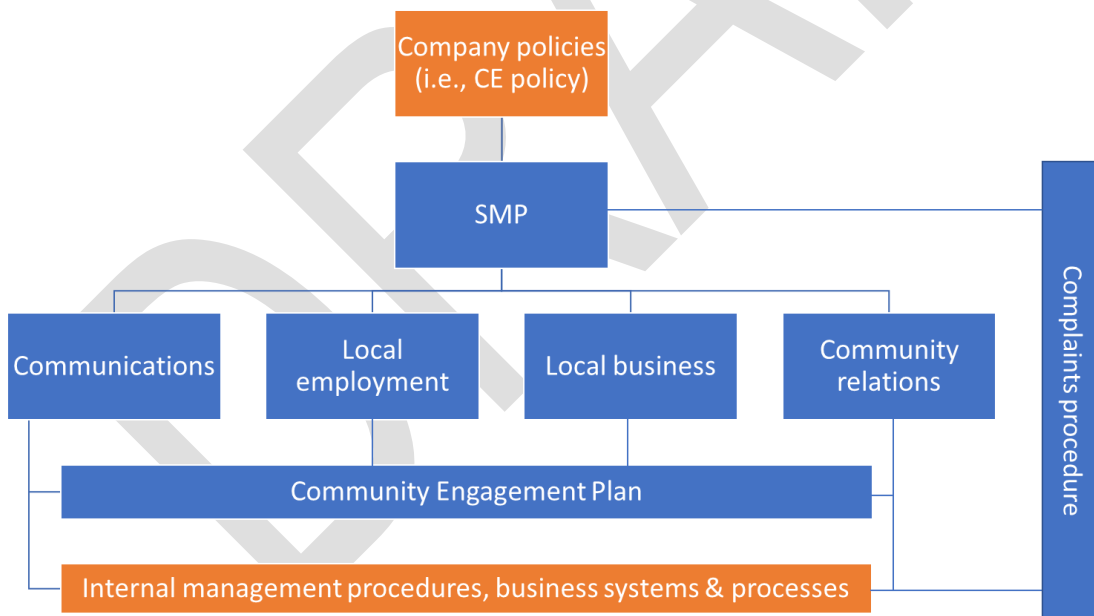 Company policies
(i.e., CE policy)
SMP
Communications
Local
employment
Local business
Community
relations
Complaints procedure
Community Engagement Plan
Internal management procedures, business systems & processes